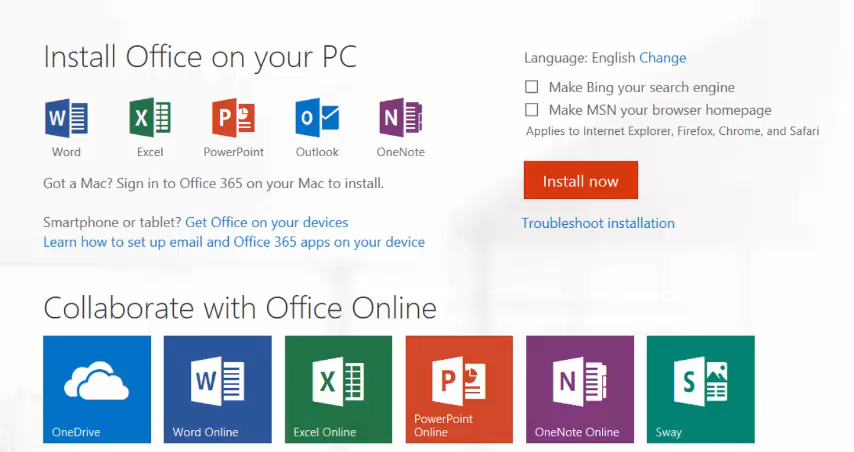 Install Office on your PC
W
X
P
O
N
Word
Excel
PowerPoint
Outlook
OneNote
Got a Mac? Sign in to Office 365 on your Mac to install.
Smartphone or tablet? Get Office on your devices
Learn how to set up email and Office 365 apps on your device
Language: English Change
Make Bing your search engine
Make MSN your browser homepage
Applies to Internet Explorer, Firefox, Chrome, and Safari
Install now
Troubleshoot installation
Collaborate with Office Online
OneDrive
W
Word Online
X
Excel Online
P
PowerPoint
Online
N
OneNote Online
S
Sway